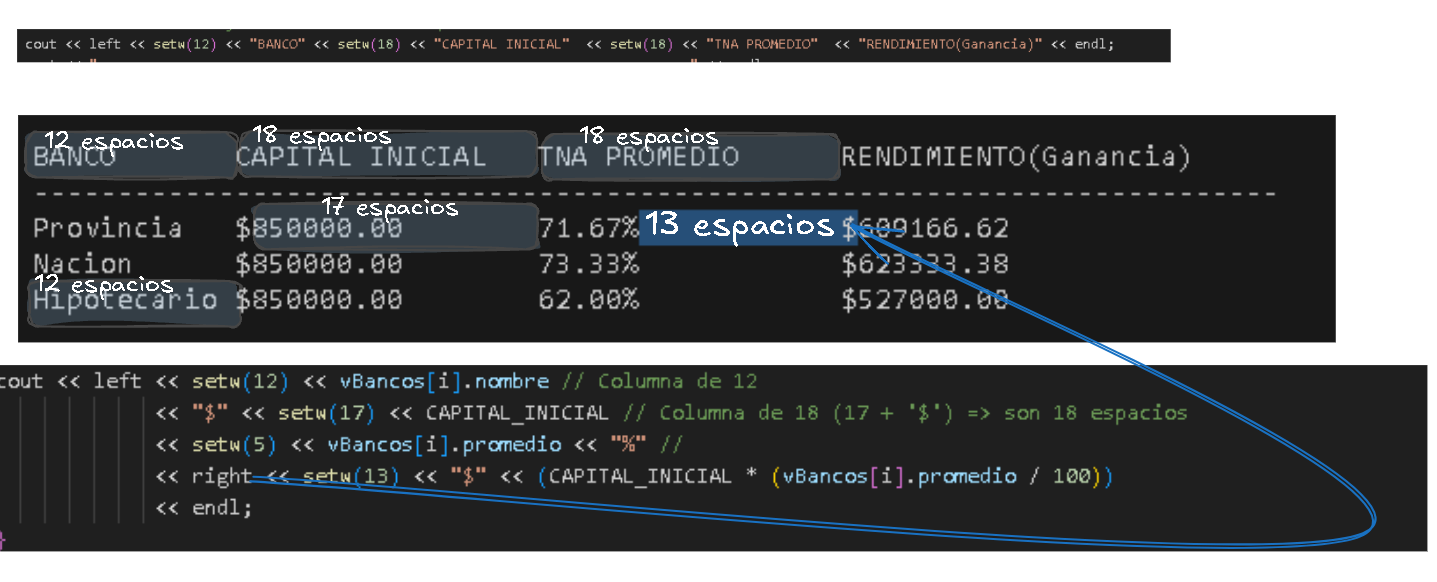 cout << left << setw(12) << "BANCO" << setw(18) << "CAPITAL INICIAL" << setw(18) << "TNA PROMEDIO" << "RENDIMIENTO(Ganancia)" << endl;
12 espacios 18 espacios 18 espacios
BANCO CAPITAL INICIAL TNA PROMEDIO RENDIMIENTO(Ganancia)
--------------------------------------------------------------------------
17 espacios
Provincia $850000.00 71.67% 13 espacios $609166.62
Nacion $850000.00 73.33% $623333.38
12 espacios
Hipotecario $850000.00 62.00% $527000.00
cout << left << setw(12) << vBancos[i].nombre // Columna de 12
<< "$" << setw(17) << CAPITAL_INICIAL // Columna de 18 (17 + '$') => son 18 espacios
<< setw(5) << vBancos[i].promedio << "%" //
<< right << setw(13) << "$" << (CAPITAL_INICIAL * (vBancos[i].promedio / 100))
<< endl;
}